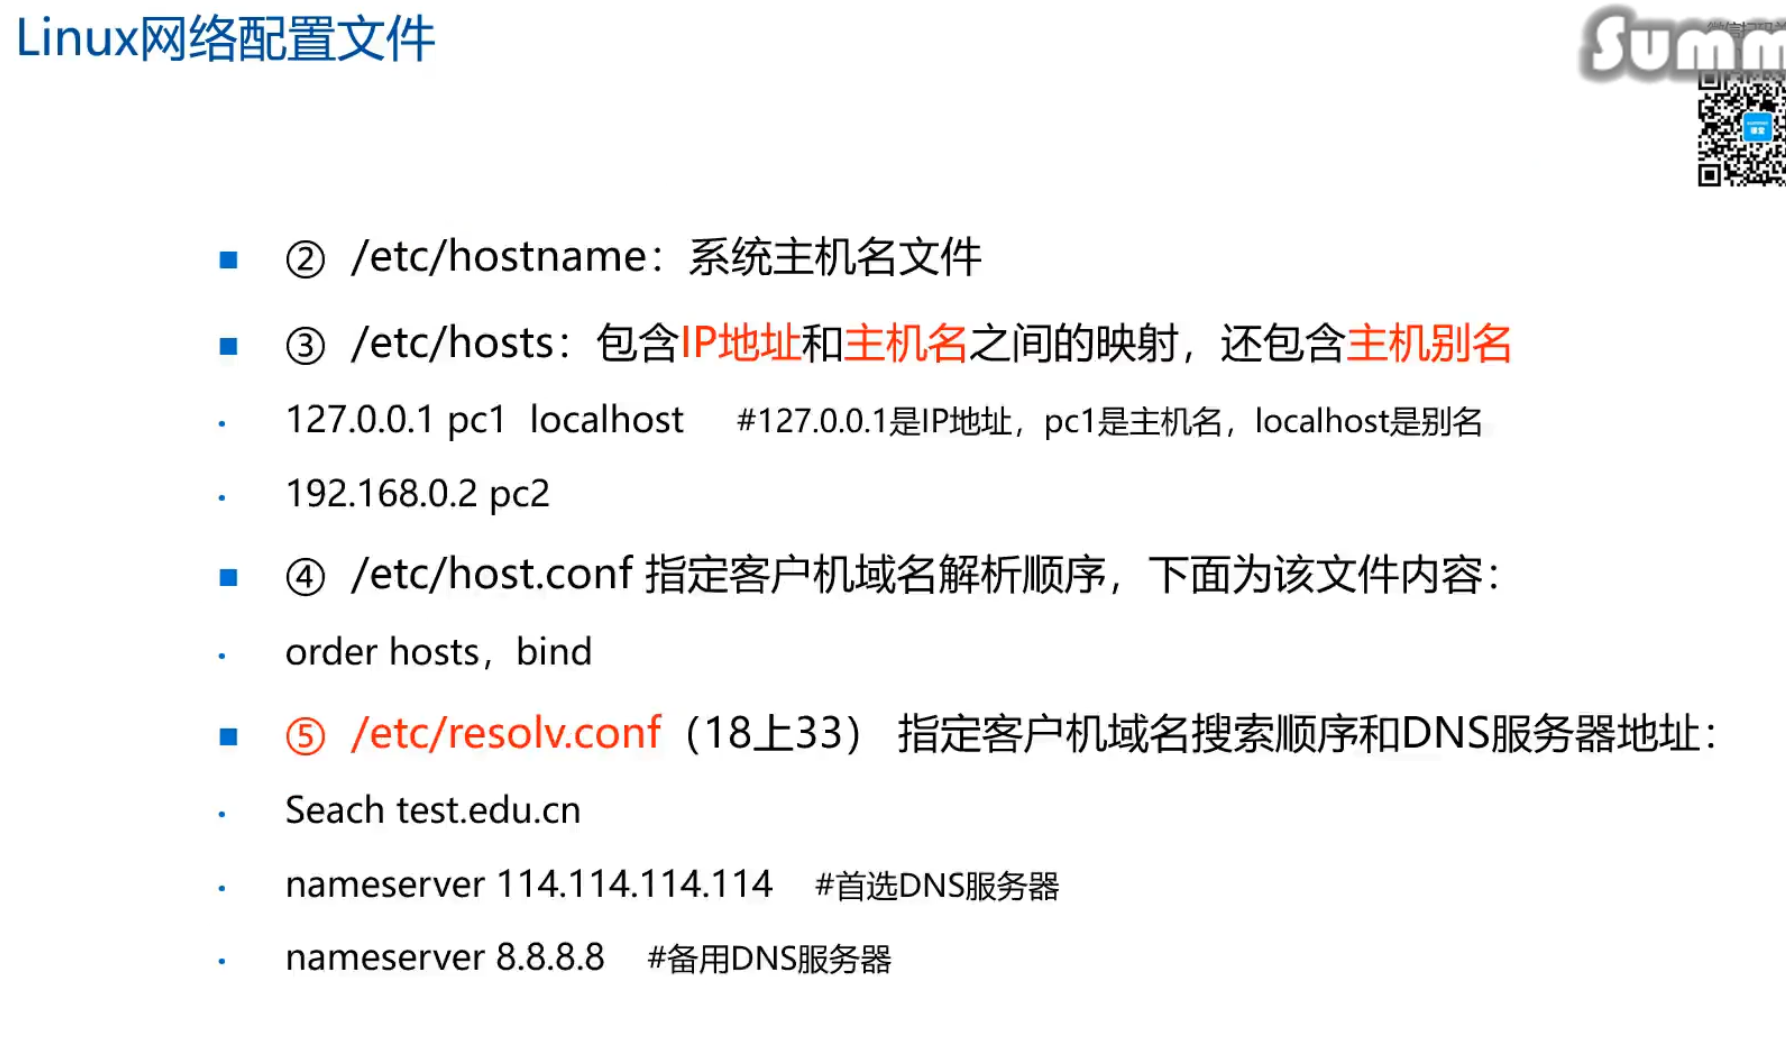 Linux网络配置文件
Summ
② /etc/hostname：系统主机名文件
③ /etc/hosts：包含IP地址和主机名之间的映射，还包含主机别名
127.0.0.1 pc1 localhost #127.0.0.1是IP地址，pc1是主机名，localhost是别名
192.168.0.2 pc2
④ /etc/host.conf 指定客户机域名解析顺序，下面为该文件内容：
order hosts，bind
⑤ /etc/resolv.conf（18上33） 指定客户机域名搜索顺序和DNS服务器地址：
Seach test.edu.cn
nameserver 114.114.114.114 #首选DNS服务器
nameserver 8.8.8.8 #备用DNS服务器